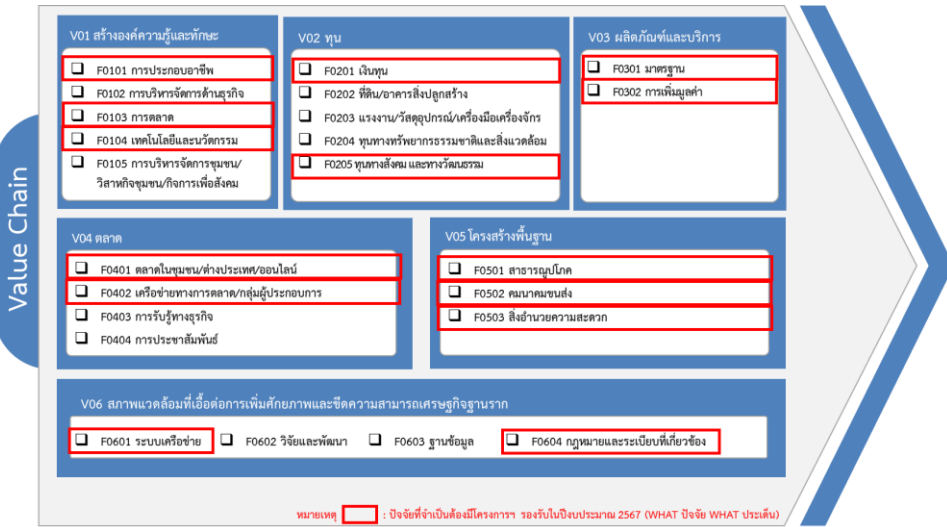 Value Chain
V01 สร้างองค์ความรู้และทักษะ
F0101 การประกอบอาชีพ
F0102 การบริหารจัดการด้านธุรกิจ
F0103 การตลาด
F0104 เทคโนโลยีและนวัตกรรม
F0105 การบริหารจัดการชุมชน/
วิสาหกิจชุมชน/กิจการเพื่อสังคม
V02 ทุน
F0201 เงินทุน
F0202 ที่ดิน/อาคารสิ่งปลูกสร้าง
F0203 แรงงาน/วัสดุอุปกรณ์/เครื่องมือเครื่องจักร
F0204 ทุนทางทรัพยากรธรรมชาติและสิ่งแวดล้อม
F0205 ทุนทางสังคม และทางวัฒนธรรม
V03 ผลิตภัณฑ์และบริการ
F0301 มาตรฐาน
F0302 การเพิ่มมูลค่า
V04 ตลาด
F0401 ตลาดในชุมชน/ต่างประเทศ/ออนไลน์
F0402 เครือข่ายทางการตลาด/กลุ่มผู้ประกอบการ
F0403 การรับรู้ทางธุรกิจ
F0404 การประชาสัมพันธ์
V05 โครงสร้างพื้นฐาน
F0501 สาธารณูปโภค
F0502 คมนาคมขนส่ง
F0503 สิ่งอำนวยความสะดวก
V06 สภาพแวดล้อมที่เอื้อต่อการเพิ่มศักยภาพและขีดความสามารถเศรษฐกิจฐานราก
F0601 ระบบเครือข่าย F0602 วิจัยและพัฒนา F0603 ฐานข้อมูล F0604 กฎหมายและระเบียบที่เกี่ยวข้อง
หมายเหตุ : ปัจจัยที่จำเป็นต้องมีโครงการฯ รองรับในปีงบประมาณ 2567 (WHAT ปัจจัย WHAT ประเด็น)